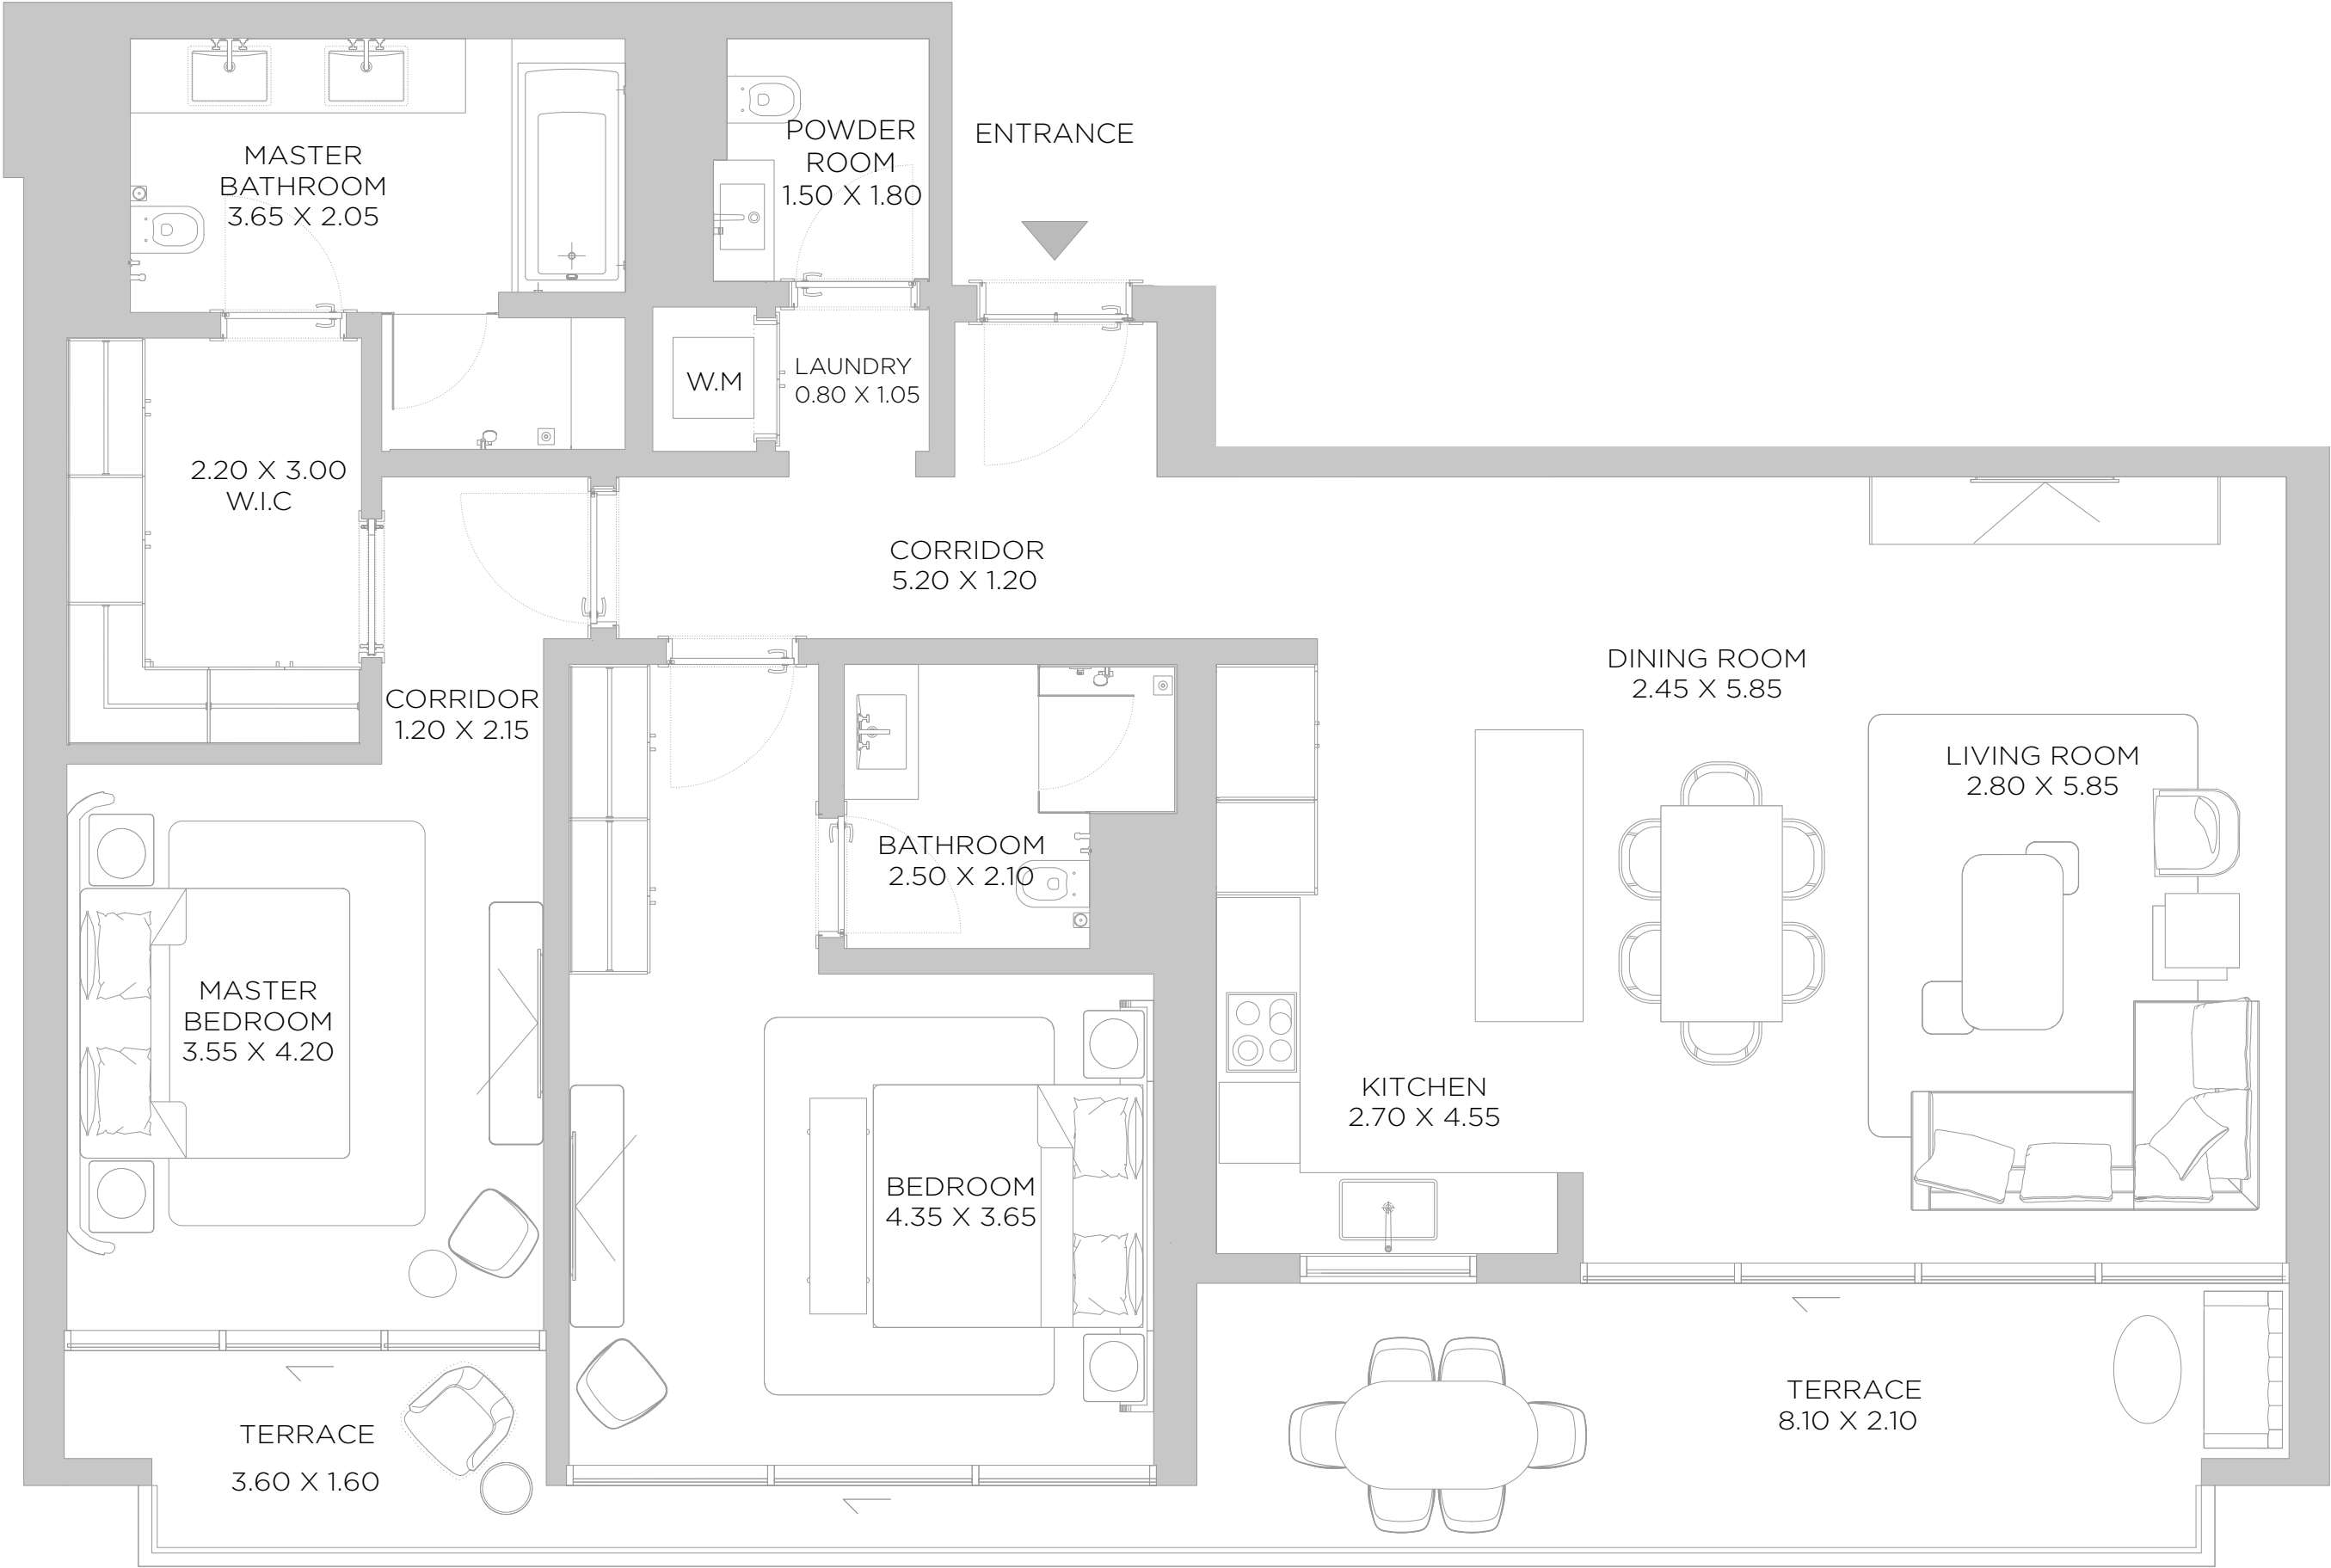 MASTER
BATHROOM
3.65 X 2.05
POWDER
ROOM
1.50 X 1.80
ENTRANCE
W.M
LAUNDRY
0.80 X 1.05
2.20 X 3.00
W.I.C
CORRIDOR
5.20 X 1.20
CORRIDOR
1.20 X 2.15
DINING ROOM
2.45 X 5.85
LIVING ROOM
2.80 X 5.85
BATHROOM
2.50 X 2.10
MASTER
BEDROOM
3.55 X 4.20
KITCHEN
2.70 X 4.55
BEDROOM
4.35 X 3.65
TERRACE
3.60 X 1.60
TERRACE
8.10 X 2.10